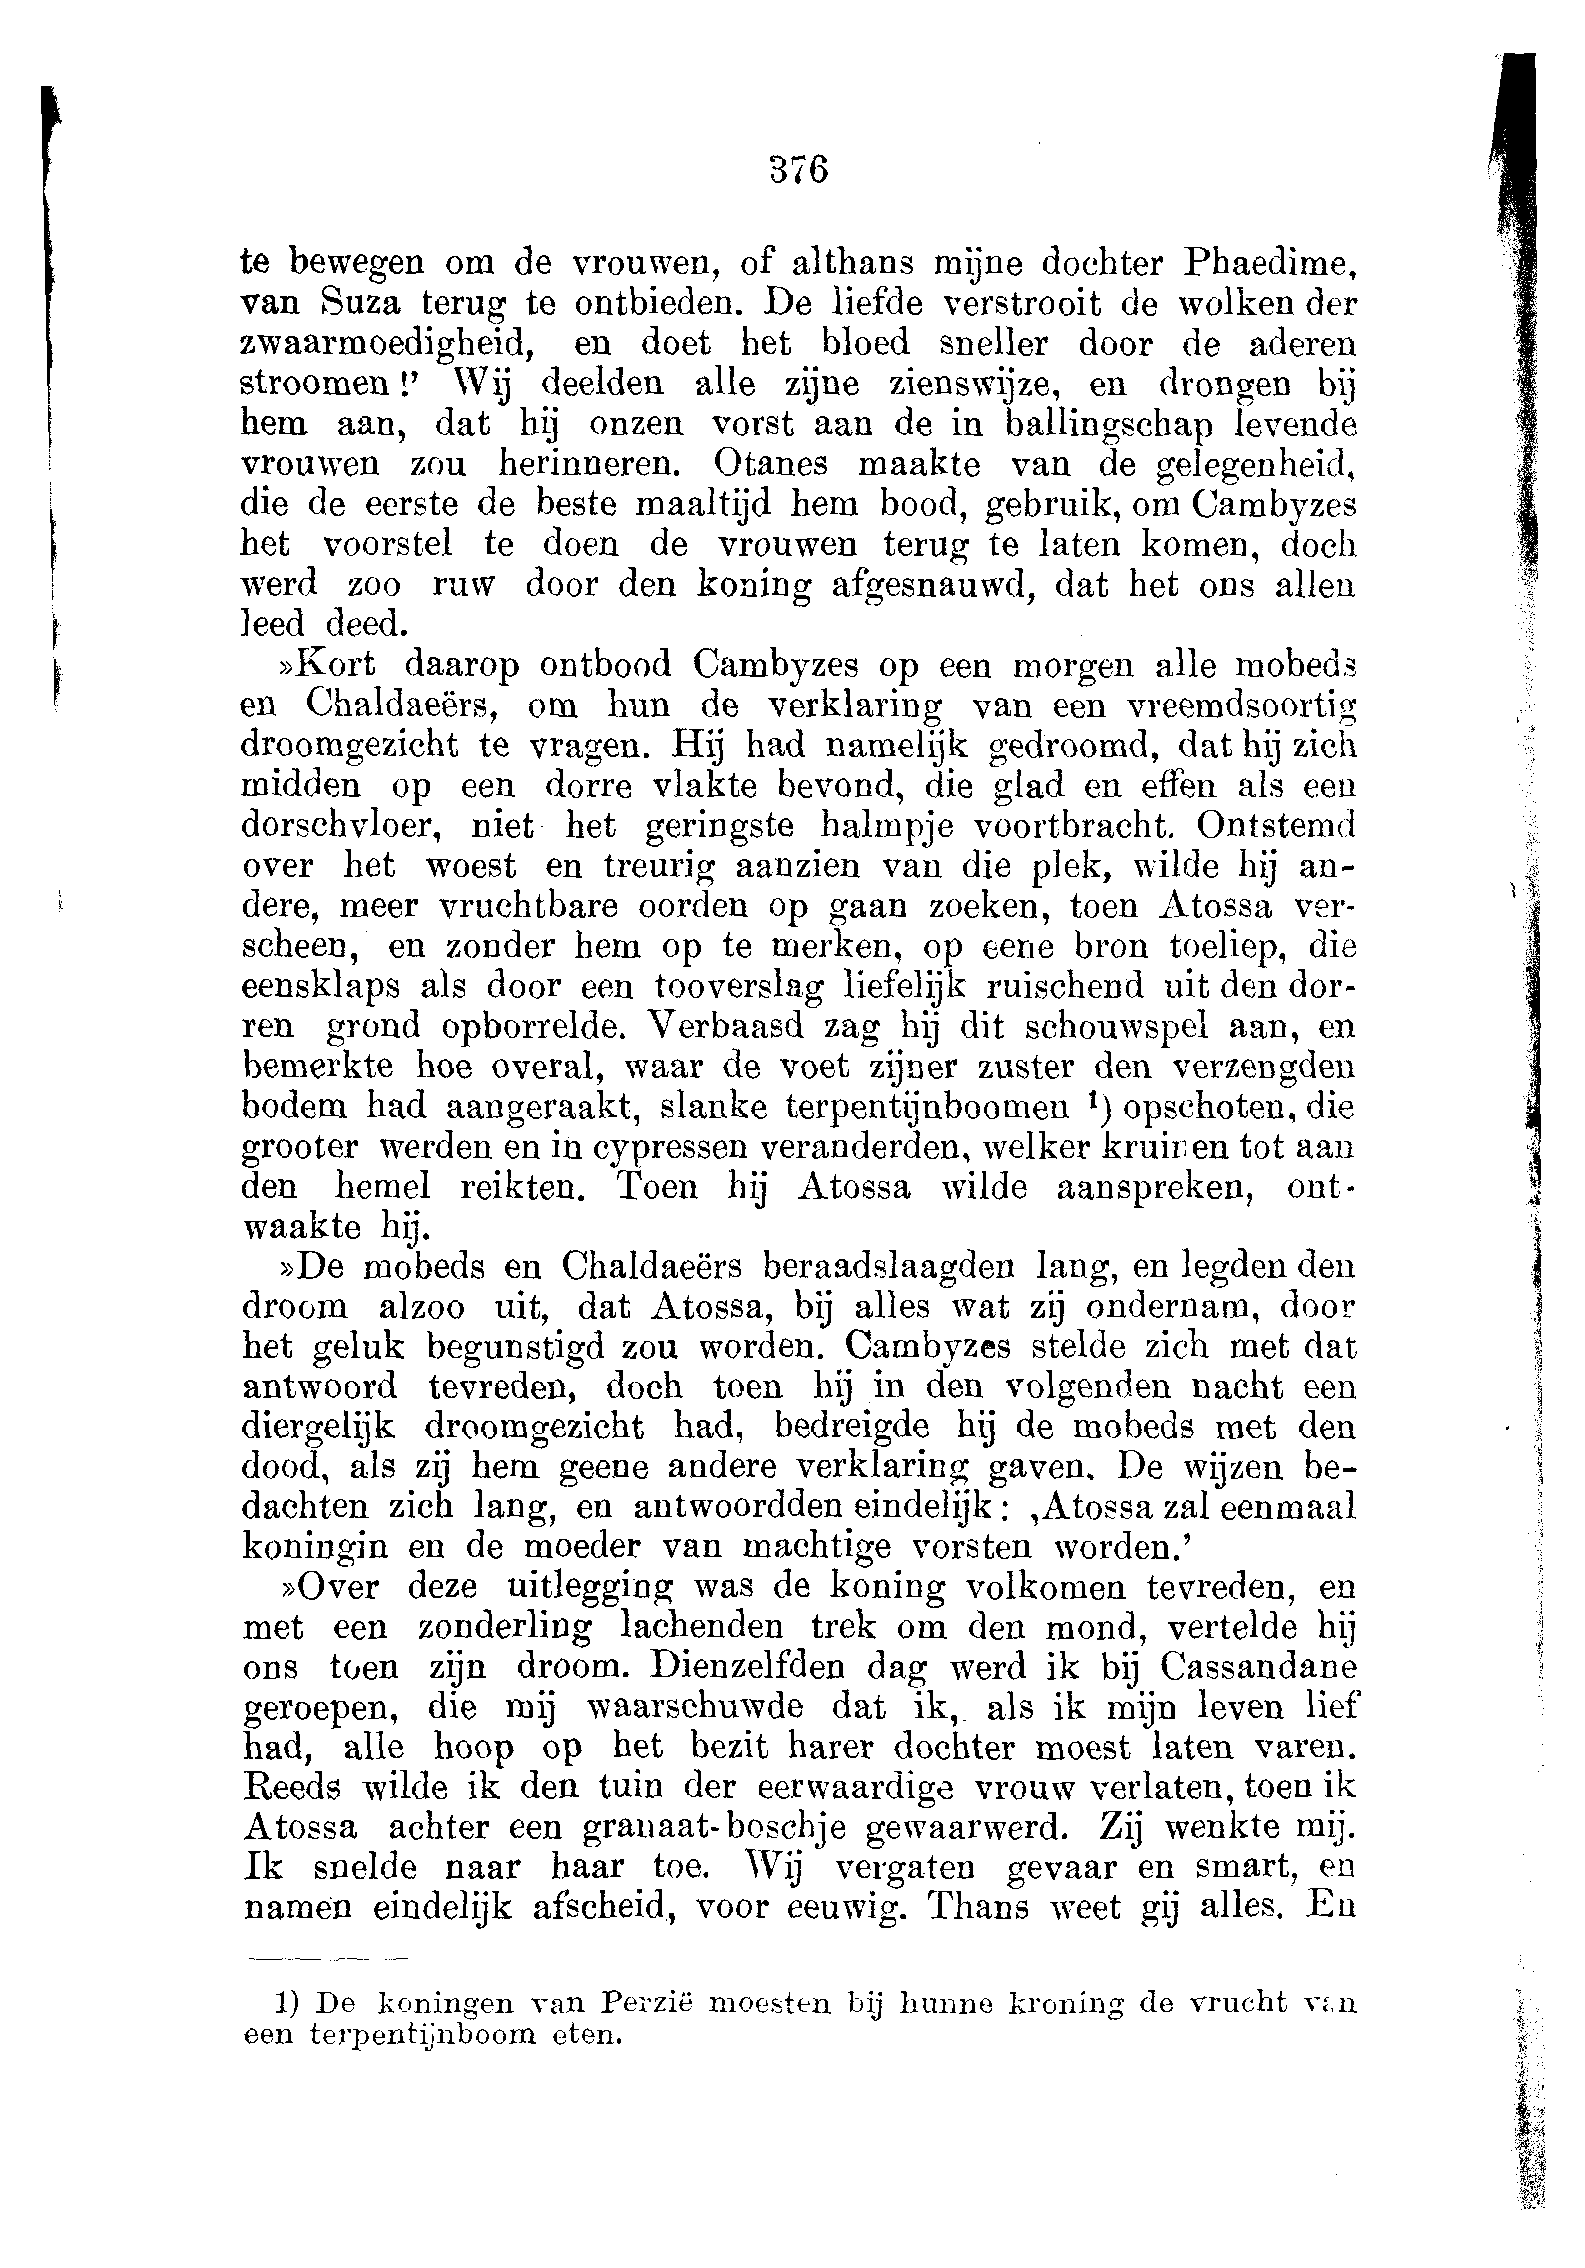 376
te bewegen om de vrouwen, of althans mijne dochter Phaedime,
van Suza terug te ontbieden. De liefde verstrooit de wolken der
zwaarmoedigheid, en doet het bloed sneller door de aderen
stroomen!’ Wij deelden alle zijne zienswijze, en drongen bij
hem aan, dat hij onzen vorst aan de in ballingschap levende
vrouwen zou herinneren. Otanes maakte van de gelegenheid,
die de eerste de beste maaltijd hem bood, gebruik, om Cambyzes
het voorstel te doen de vrouwen terug te laten komen, doch
werd zoo ruw door den koning afgesnauwd, dat het ons allen
leed deed.
»Kort daarop ontbood Cambyzes op een morgen alle mobeds
en Chaldaeërs, om hun de verklaring van een vreemdsoortig
droomgezicht te vragen. Hij had namelijk gedroomd, dat hij zich
midden op een dorre vlakte bevond, die glad en effen als een
dorschvloer, niet het geringste halmpje voortbracht. Ontstemd
over het woest en treurig aanzien van die plek, wilde hij an-
dere, meer vruchtbare oorden op gaan zoeken, toen Atossa ver-
scheen, en zonder hem op te merken, op eene bron toeliep, die
eensklaps als door een tooverslag liefelijk ruischend uit den dor-
ren grond opborrelde. Verbaasd zag hij dit schouwspel aan, en
bemerkte hoe overal, waar de voet zijner zuster den verzengden
bodem had aangeraakt, slanke terpentijnboomen ¹) opschoten, die
grooter werden en in cypressen veranderden, welker kruinen tot aan
den hemel reikten. Toen hij Atossa wilde aanspreken, ont-
waakte hij.
»De mobeds en Chaldaeërs beraadslaagden lang, en legden den
droom alzoo uit, dat Atossa, bij alles wat zij ondernam, door
het geluk begunstigd zou worden. Cambyzes stelde zich met dat
antwoord tevreden, doch toen hij in den volgenden nacht een
diergelijk droomgezicht had, bedreigde hij de mobeds met den
dood, als zij hem geene andere verklaring gaven. De wijzen be-
dachten zich lang, en antwoordden eindelijk: ‚Atossa zal eenmaal
koningin en de moeder van machtige vorsten worden.’
»Over deze uitlegging was de koning volkomen tevreden, en
met een zonderling lachenden trek om den mond, vertelde hij
ons toen zijn droom. Dienzelfden dag werd ik bij Cassandane
geroepen, die mij waarschuwde dat ik, als ik mijn leven lief
had, alle hoop op het bezit harer dochter moest laten varen.
Reeds wilde ik den tuin der eerwaardige vrouw verlaten, toen ik
Atossa achter een granaat-boschje gewaarwerd. Zij wenkte mij.
Ik snelde naar haar toe. Wij vergaten gevaar en smart, en
namen eindelijk afscheid, voor eeuwig. Thans weet gij alles. En
1) De koningen van Perzië moesten bij hunne kroning de vrucht van
een terpentijnboom eten.